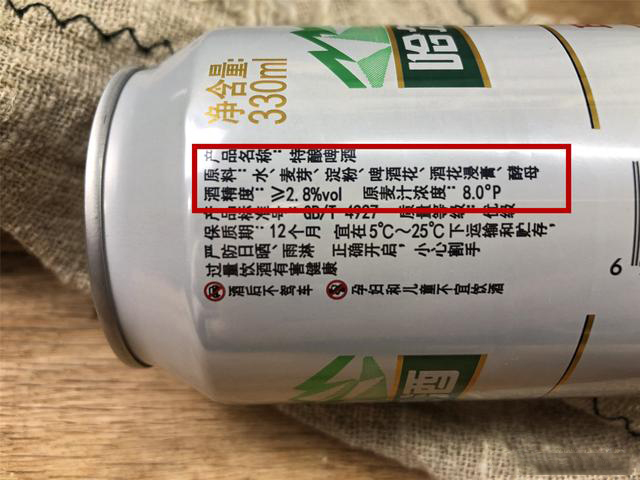 净含量:
330ml
哈
产品名称：特酿啤酒
原料：水、麦芽、淀粉、啤酒花、酒花浸膏、酵母
酒精度：≥2.8%vol 原麦汁浓度：8.0°P
产品标准号：GB/T 4927 质量等级：优级
保质期：12个月 宜在5℃~25℃下运输和贮存，
严防日晒、雨淋 正确开启，小心割手
过量饮酒有害健康
酒后不驾车 孕妇和儿童不宜饮酒
6
酒